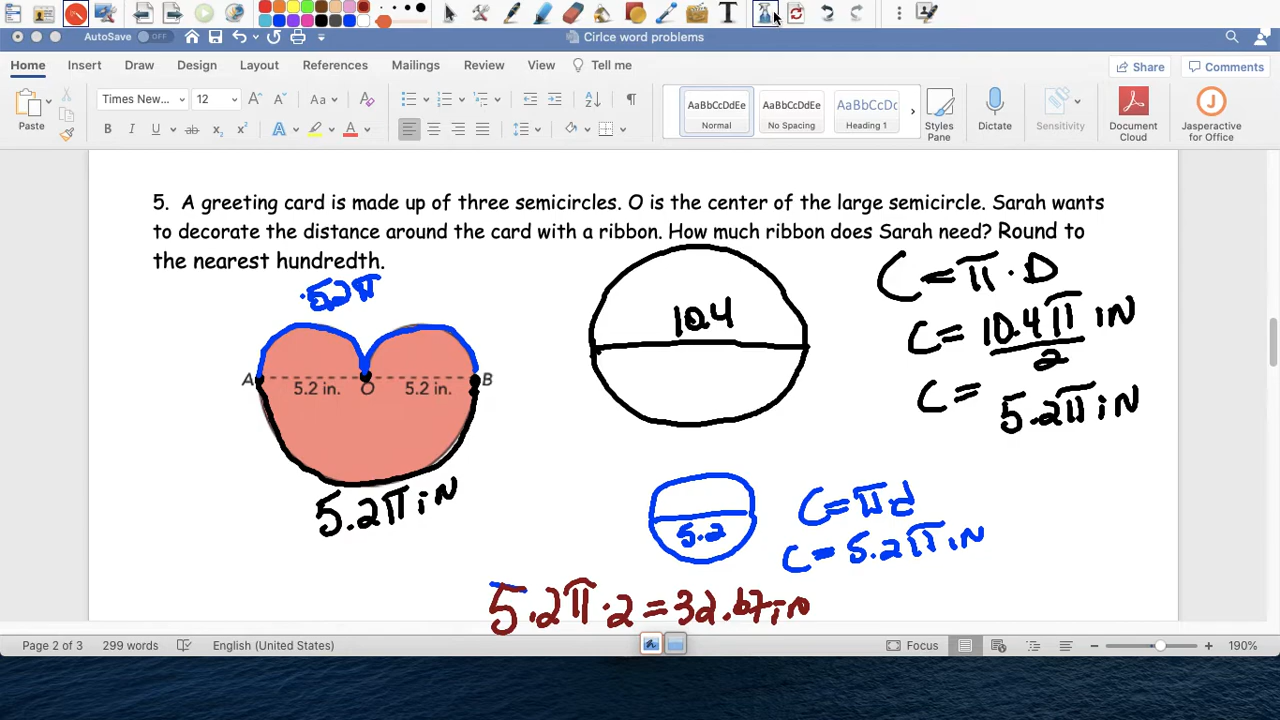 AutoSave OFF Cirlce word problems
Home Insert Draw Design Layout References Mailings Review View Tell me Share Comments
Paste Times New... 12 Aa AaBbCcDdEe AaBbCcDdEe AaBbCcDc Styles Pane Dictate Sensitivity Document Cloud Jasperactive for Office
Normal No Spacing Heading 1
5. A greeting card is made up of three semicircles. O is the center of the large semicircle. Sarah wants
to decorate the distance around the card with a ribbon. How much ribbon does Sarah need? Round to
the nearest hundredth.
5.2π
A B
5.2 in. O 5.2 in.
5.2π iN
10.4
C = π · D
C = 10.4π iN
2
C = 5.2π iN
5.2
C = πd
C = 5.2π iN
5.2π · 2 = 32.67 in
Page 2 of 3 299 words English (United States) Focus 190%